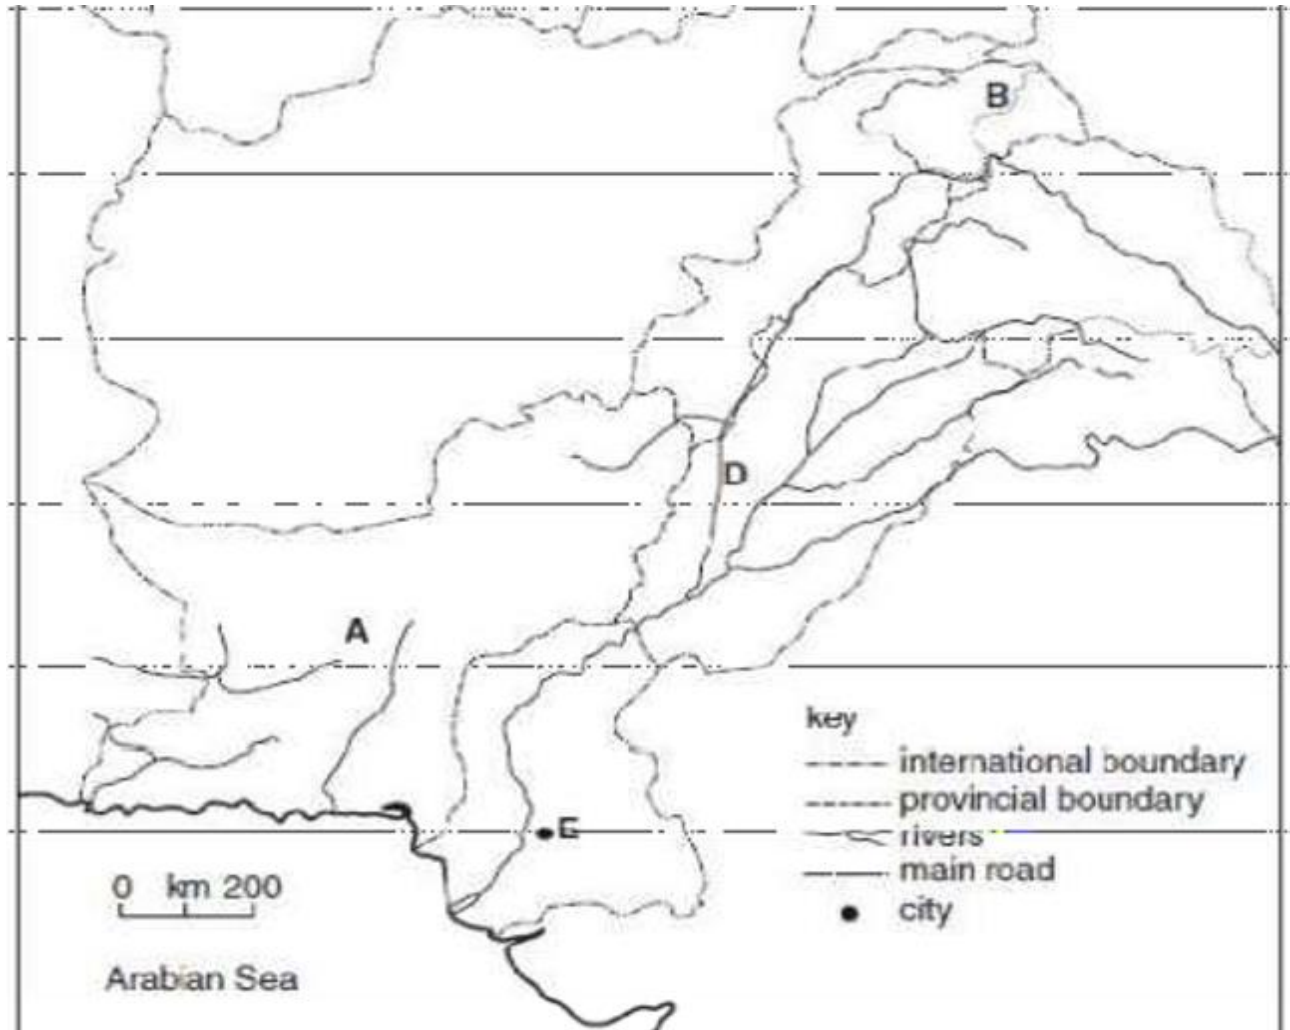 B
D
A
E
key
international boundary
provincial boundary
rivers
main road
city
0 km 200
Arabian Sea